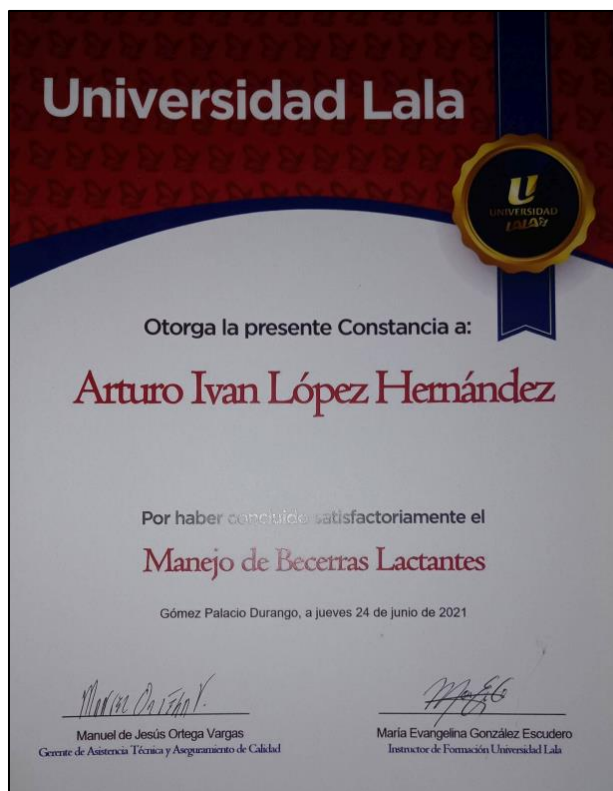 Universidad Lala
U
UNIVERSIDAD
LALA
Otorga la presente Constancia a:
Arturo Ivan López Hernández
Por haber concluido satisfactoriamente el
Manejo de Becerras Lactantes
Gómez Palacio Durango, a jueves 24 de junio de 2021
Manuel de Jesús Ortega Vargas
Gerente de Asistencia Técnica y Aseguramiento de Calidad
María Evangelina González Escudero
Instructor de Formación Universidad Lala